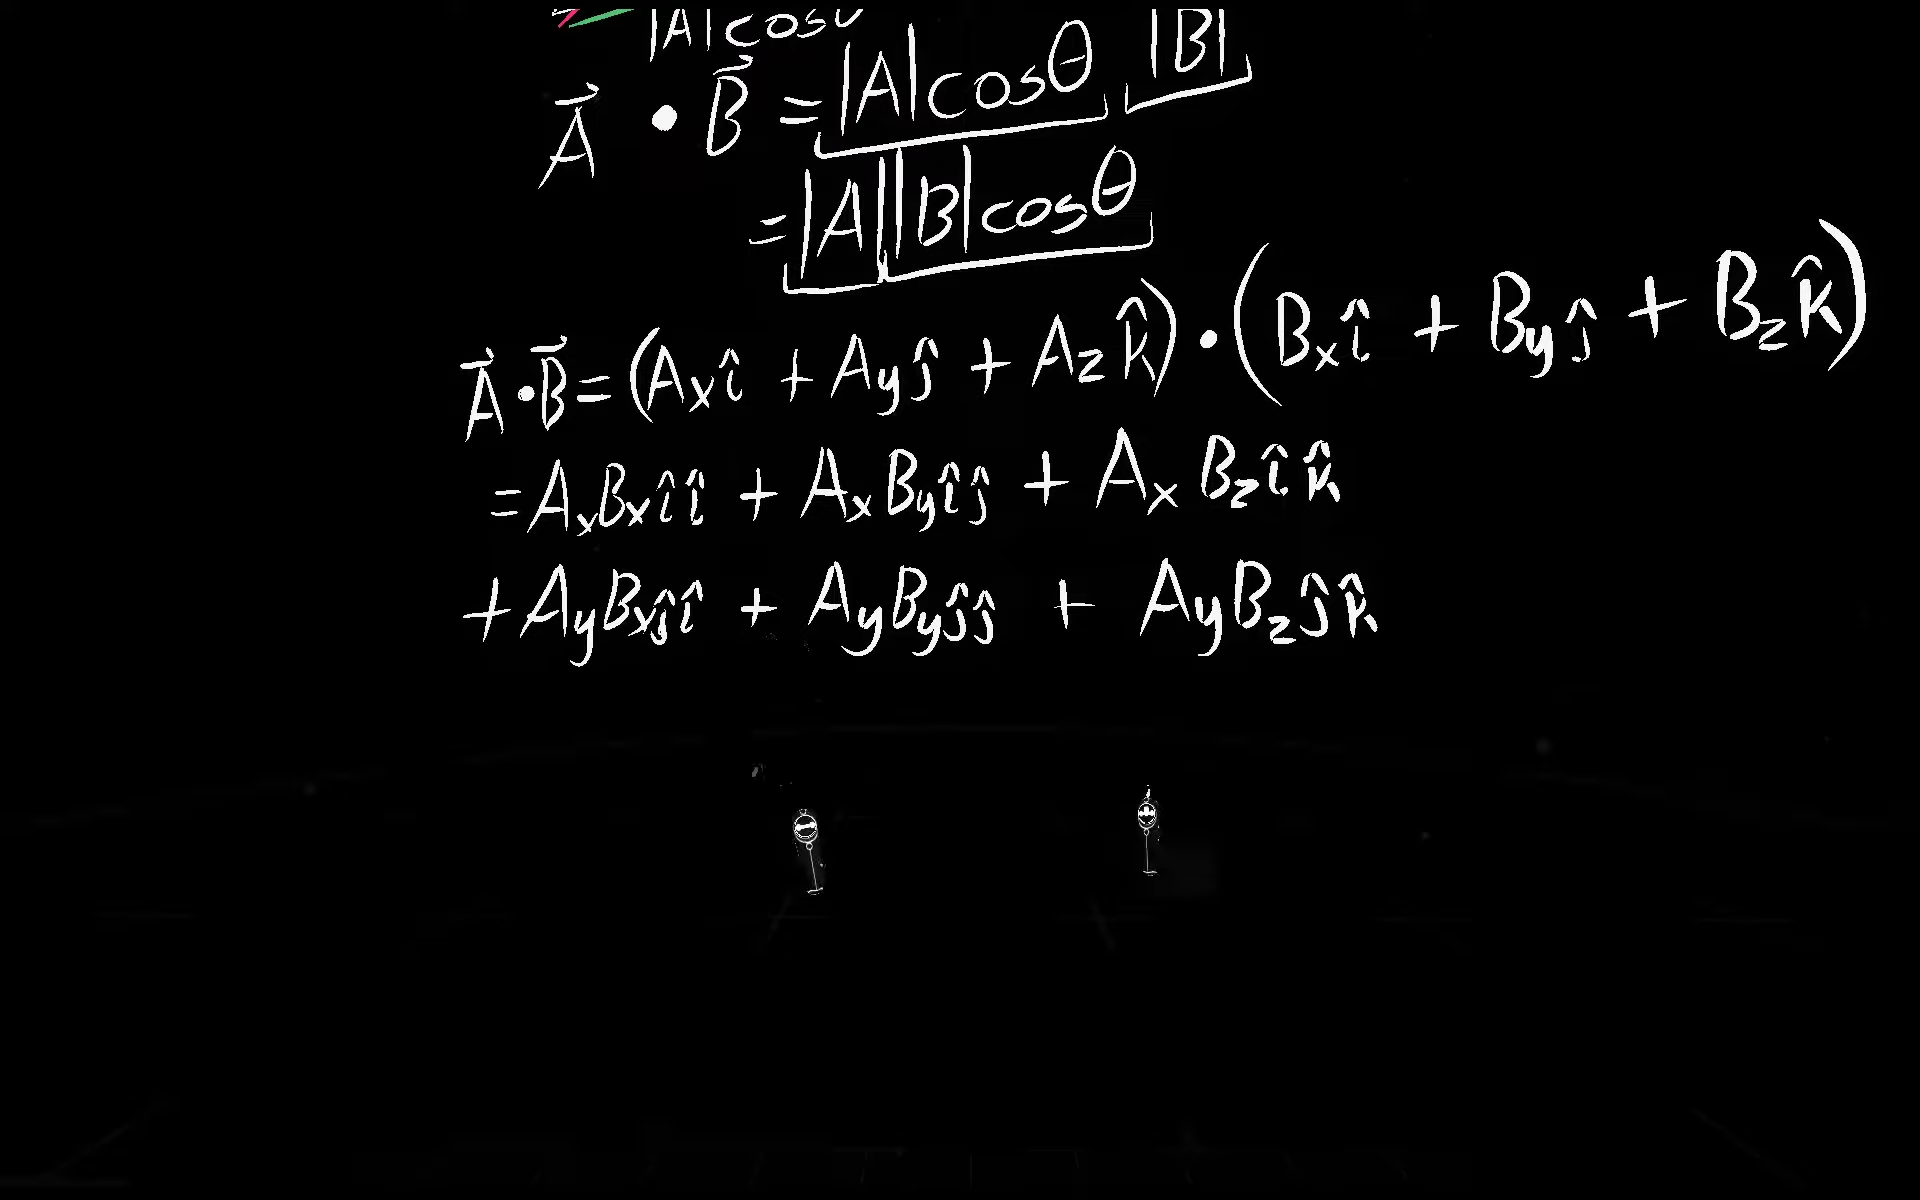 |A|cosθ
A⃗ • B⃗ = |A|cosθ |B|
= |A||B|cosθ
A⃗•B⃗ = (Axî + Ayĵ + Azk̂) • (Bxî + Byĵ + Bzk̂)
= AxBxîî + AxByîĵ + AxBzîk̂
+ AyBxĵî + AyByĵĵ + AyBzĵk̂